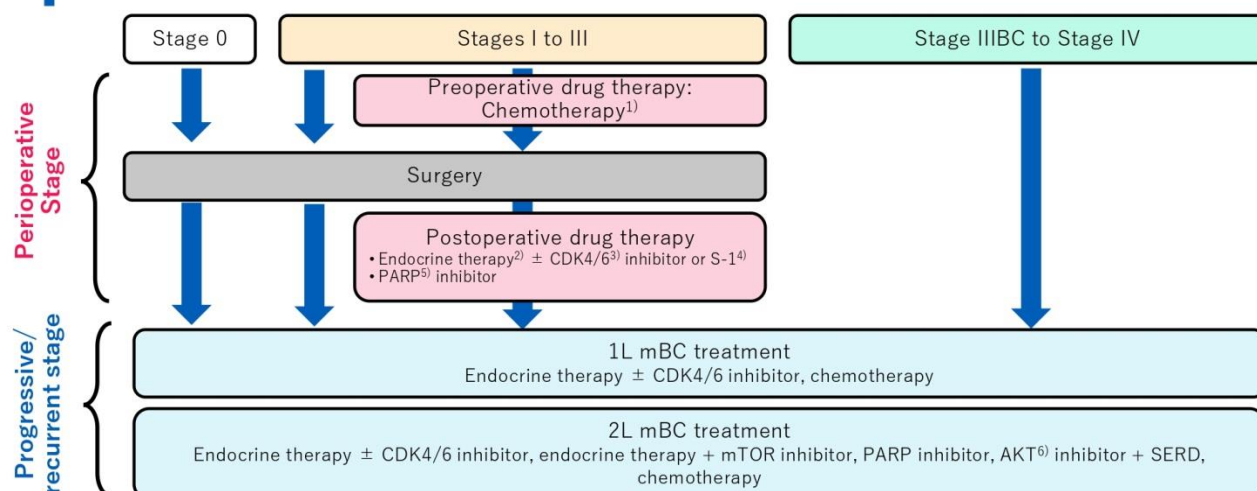 Stage 0
Stages I to III
Stage IIIBC to Stage IV
Perioperative
Stage
Preoperative drug therapy:
Chemotherapy1)
Surgery
Postoperative drug therapy
• Endocrine therapy2) ± CDK4/63) inhibitor or S-14)
• PARP5) inhibitor
Progressive/
recurrent stage
1L mBC treatment
Endocrine therapy ± CDK4/6 inhibitor, chemotherapy
2L mBC treatment
Endocrine therapy ± CDK4/6 inhibitor, endocrine therapy + mTOR inhibitor, PARP inhibitor, AKT6) inhibitor + SERD,
chemotherapy